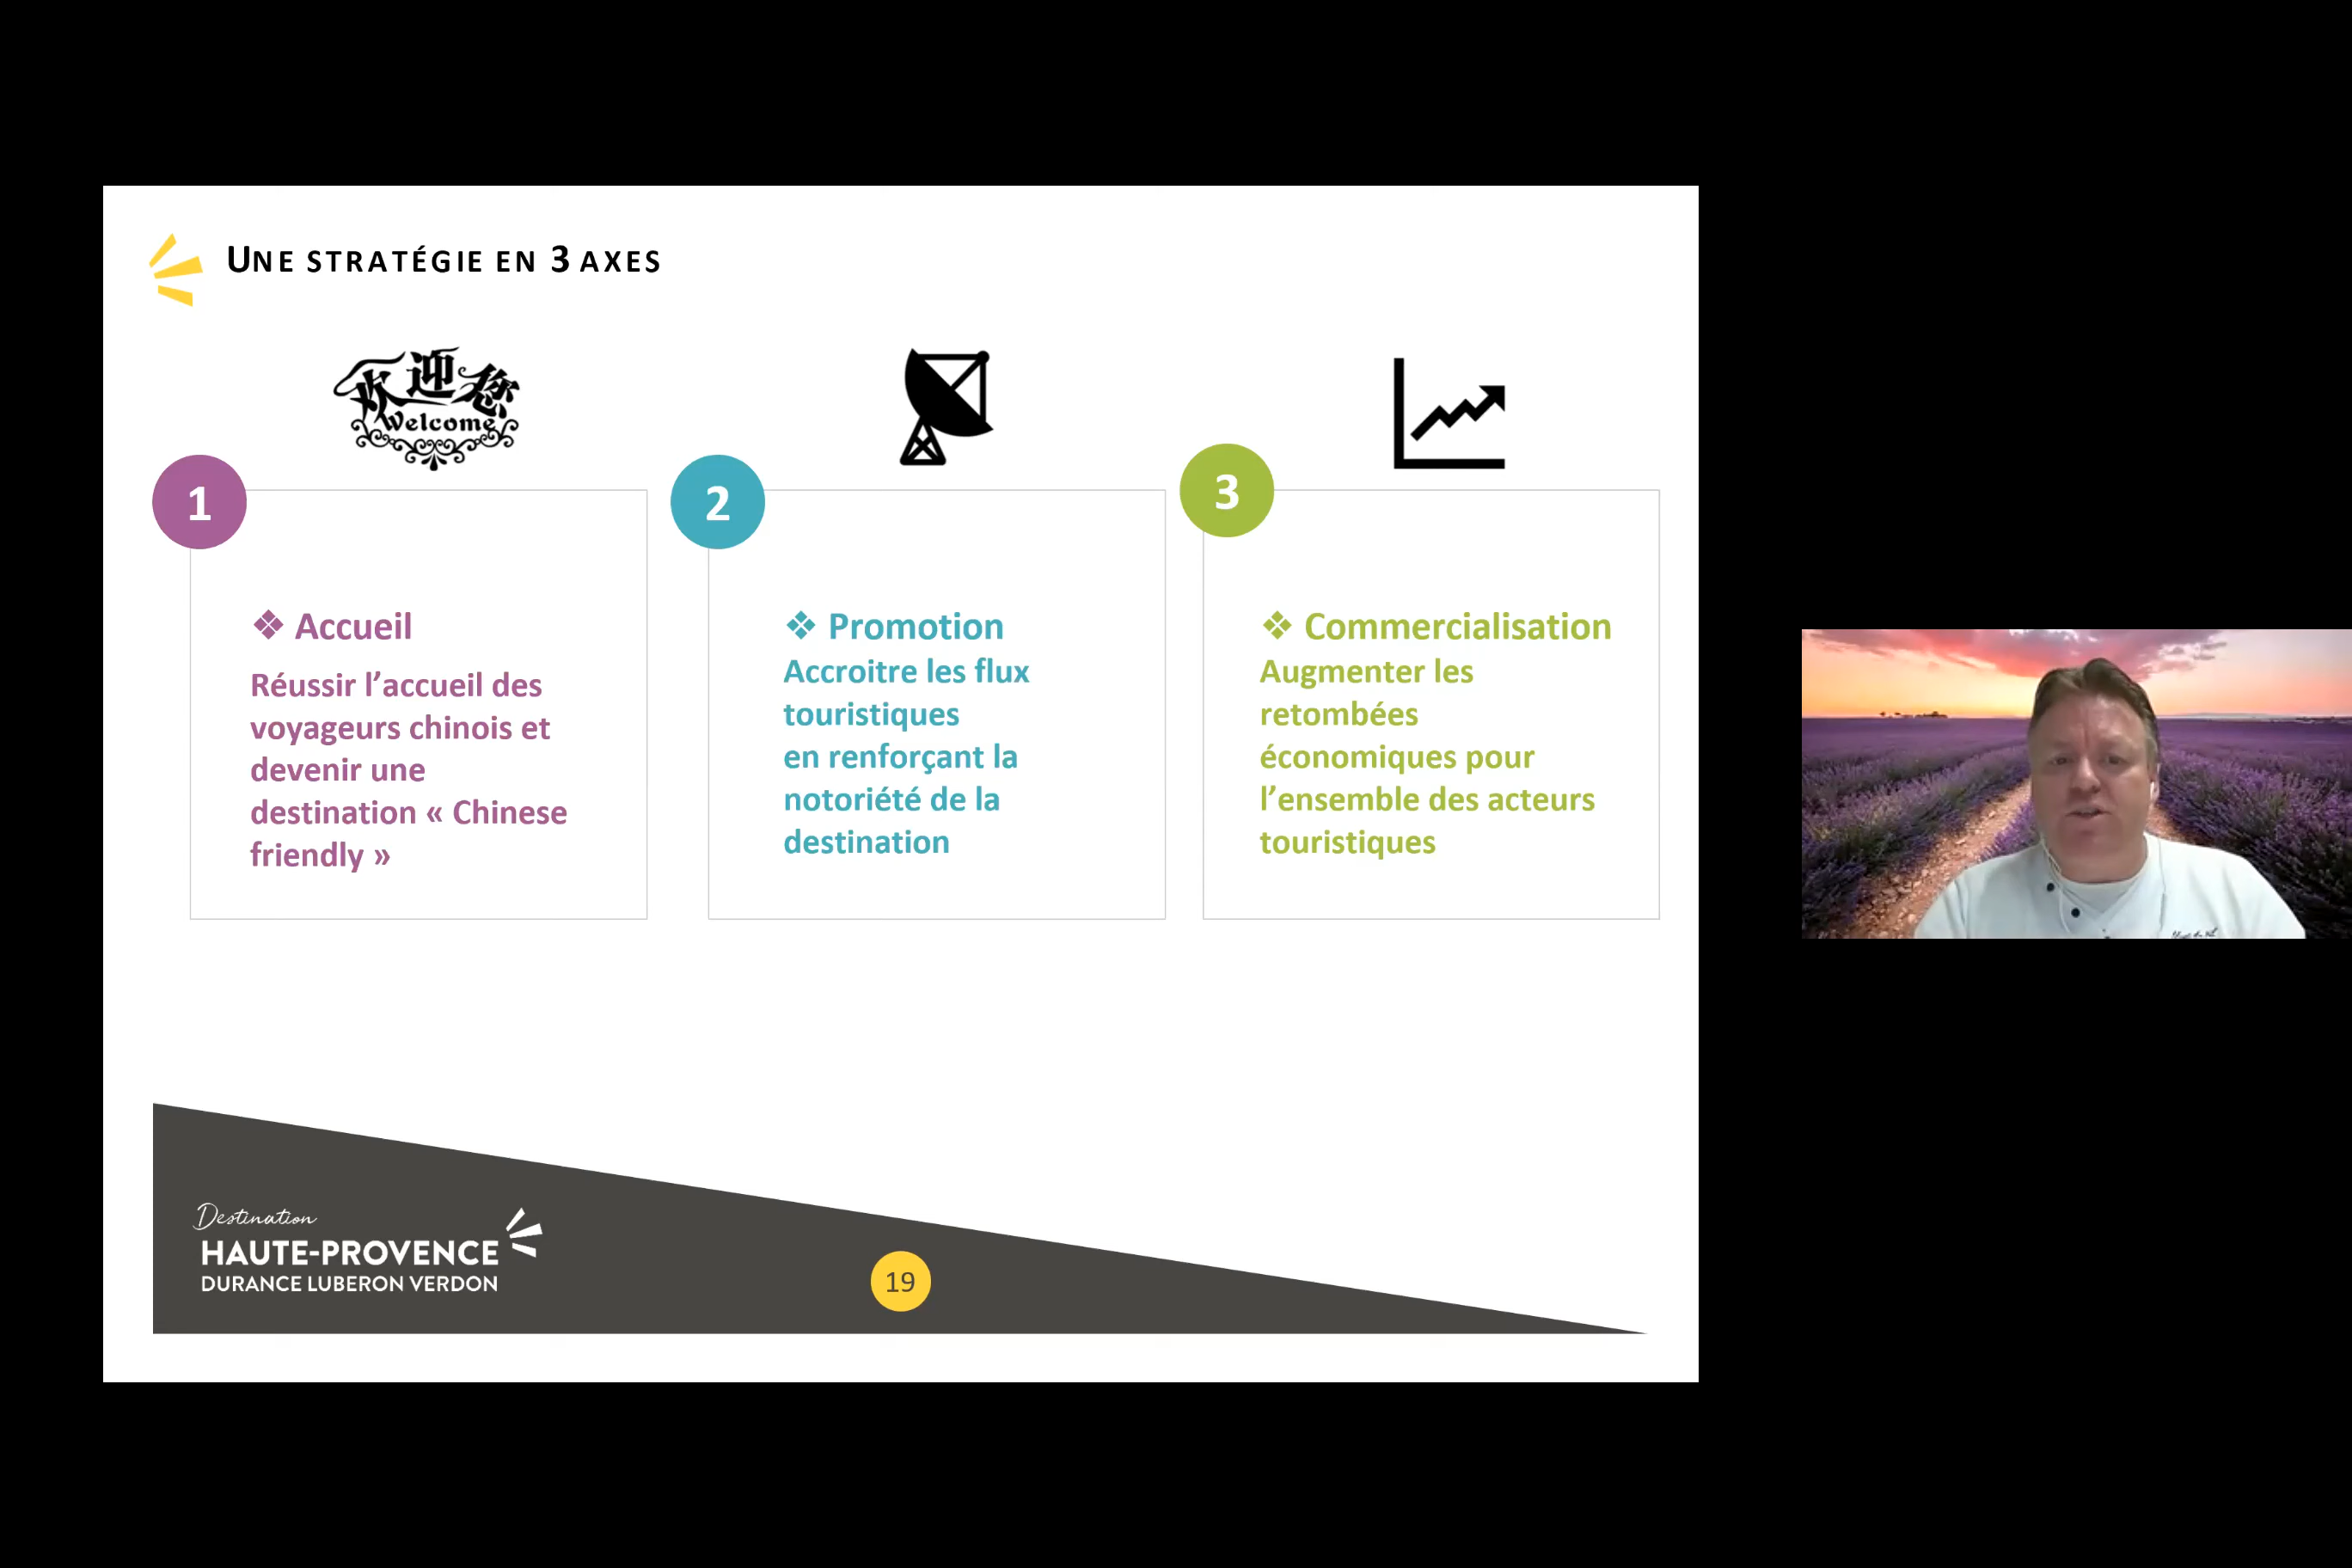 UNE STRATÉGIE EN 3 AXES
欢迎您
Welcome
1
❖ Accueil
Réussir l’accueil des
voyageurs chinois et
devenir une
destination « Chinese
friendly »
2
❖ Promotion
Accroitre les flux
touristiques
en renforçant la
notoriété de la
destination
3
❖ Commercialisation
Augmenter les
retombées
économiques pour
l’ensemble des acteurs
touristiques
Destination
HAUTE-PROVENCE
DURANCE LUBERON VERDON
19